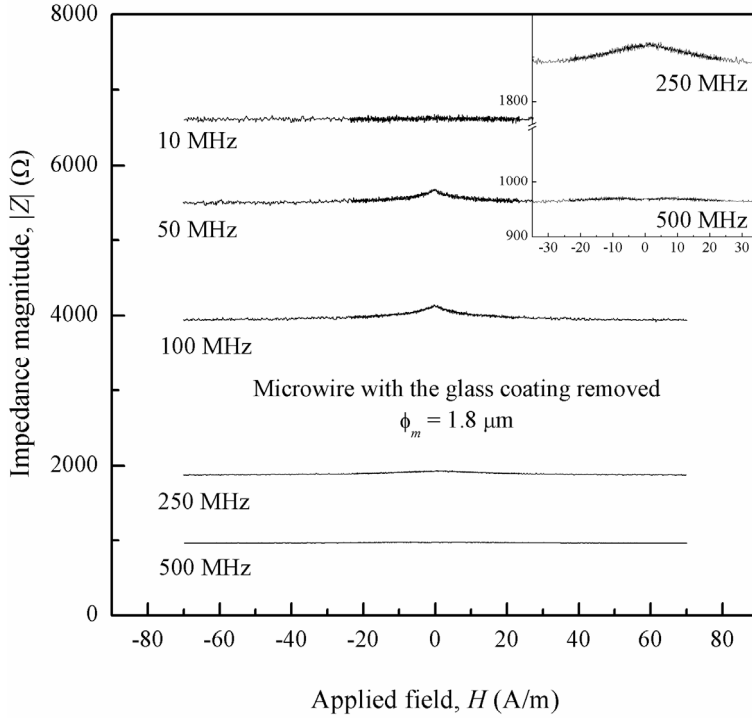 8000
6000
4000
2000
0
Impedance magnitude, |Z| (Ω)
10 MHz
50 MHz
100 MHz
Microwire with the glass coating removed
ϕm = 1.8 μm
250 MHz
500 MHz
-80 -60 -40 -20 0 20 40 60 80
Applied field, H (A/m)
1800
250 MHz
1000
500 MHz
900
-30 -20 -10 0 10 20 30